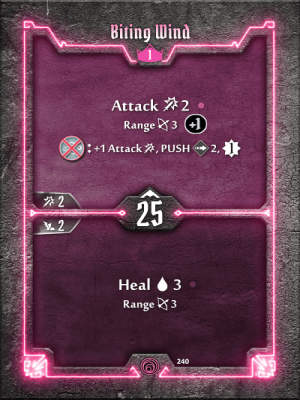 Biting Wind
1
Attack 2
Range 3 +1
: +1 Attack , PUSH 2, 1
2
25
2
Heal 3
Range 3
240